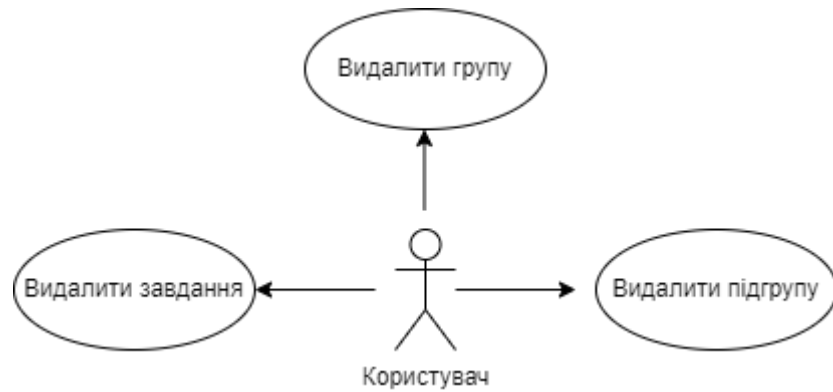 Видалити групу
Видалити завдання
Видалити підгрупу
Користувач